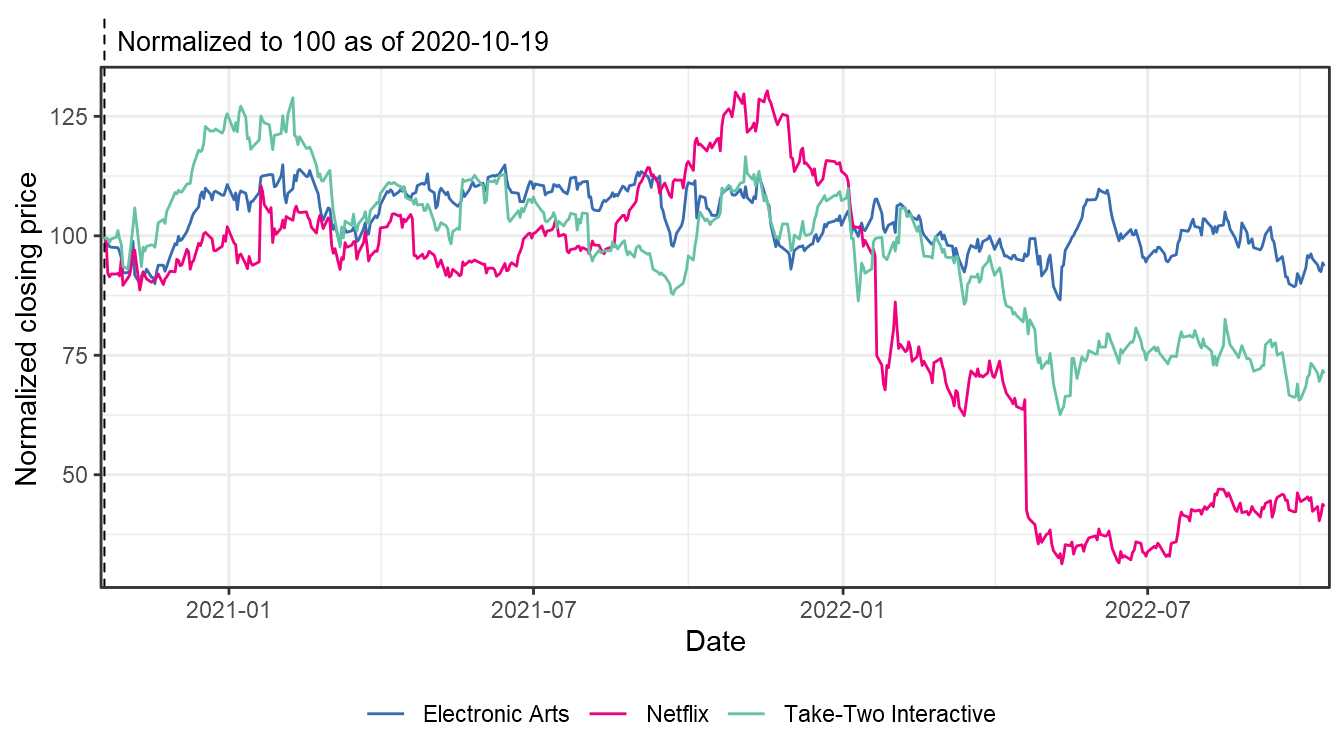 Normalized to 100 as of 2020-10-19
Normalized closing price
125
100
75
50
2021-01
2021-07
2022-01
2022-07
Date
Electronic Arts
Netflix
Take-Two Interactive